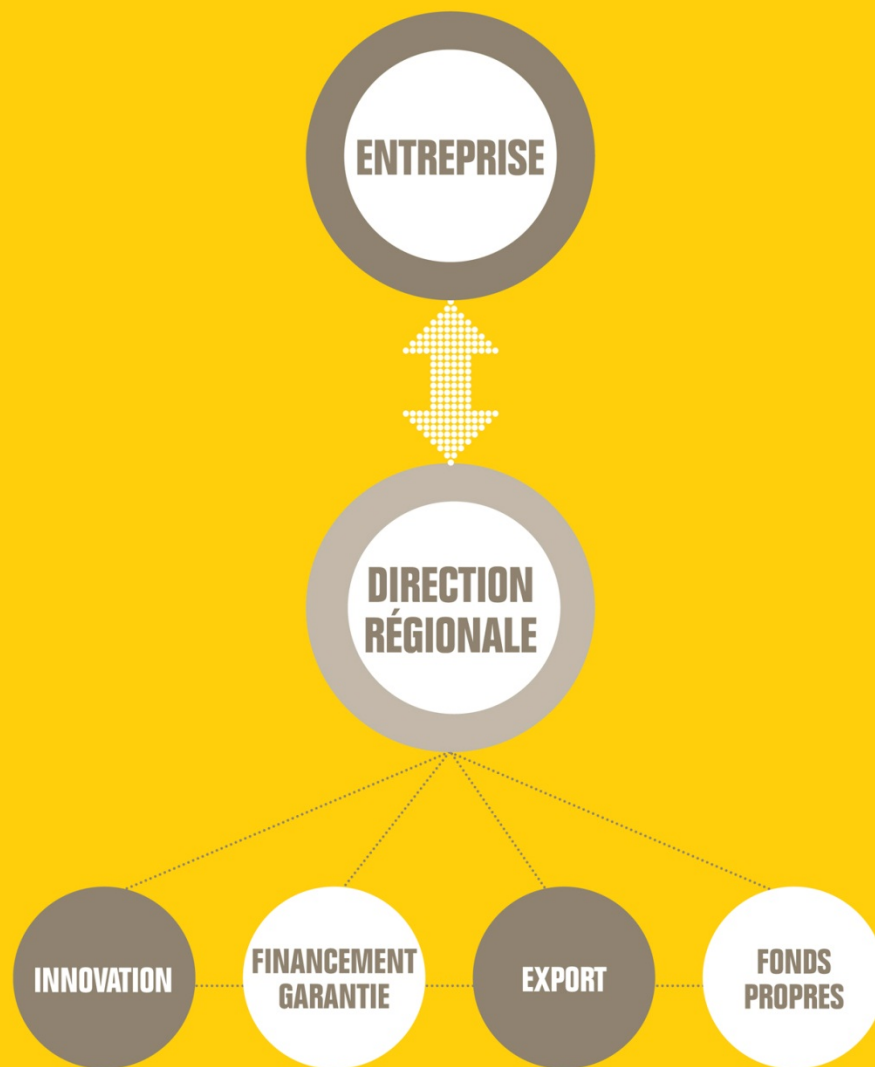 ENTREPRISE
DIRECTION
RÉGIONALE
INNOVATION
FINANCEMENT
GARANTIE
EXPORT
FONDS
PROPRES